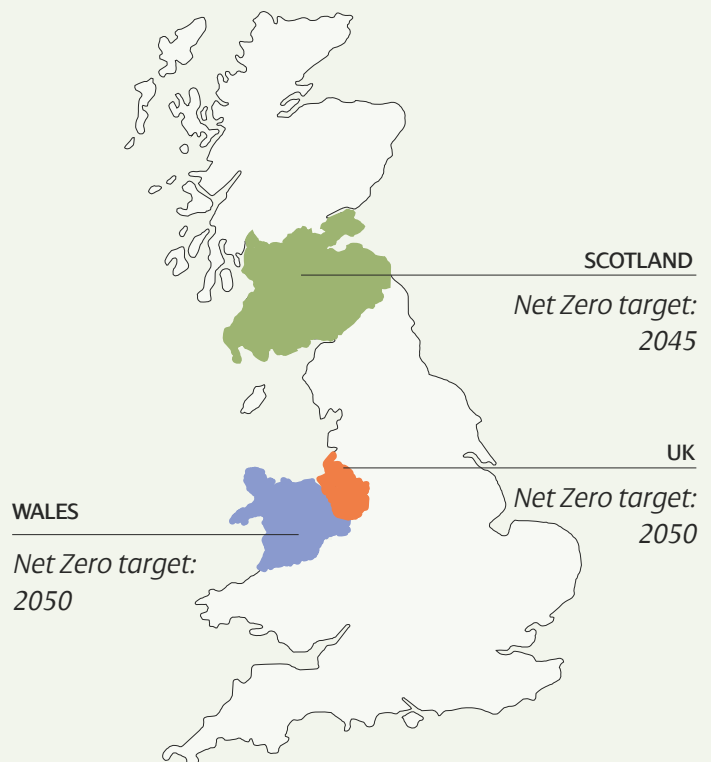 SCOTLAND
Net Zero target:
2045
UK
Net Zero target:
2050
WALES
Net Zero target:
2050